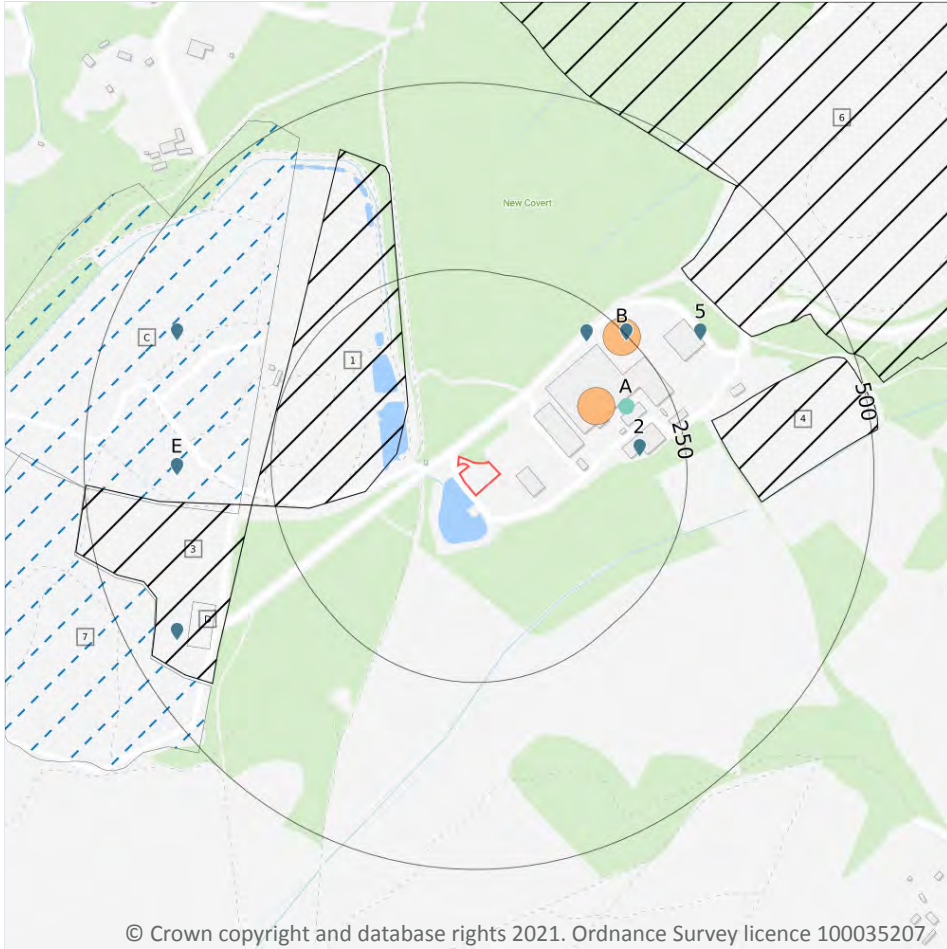 6
New Covert
B
5
C
1
A
500
4
2
250
E
3
D
7
© Crown copyright and database rights 2021. Ordnance Survey licence 100035207